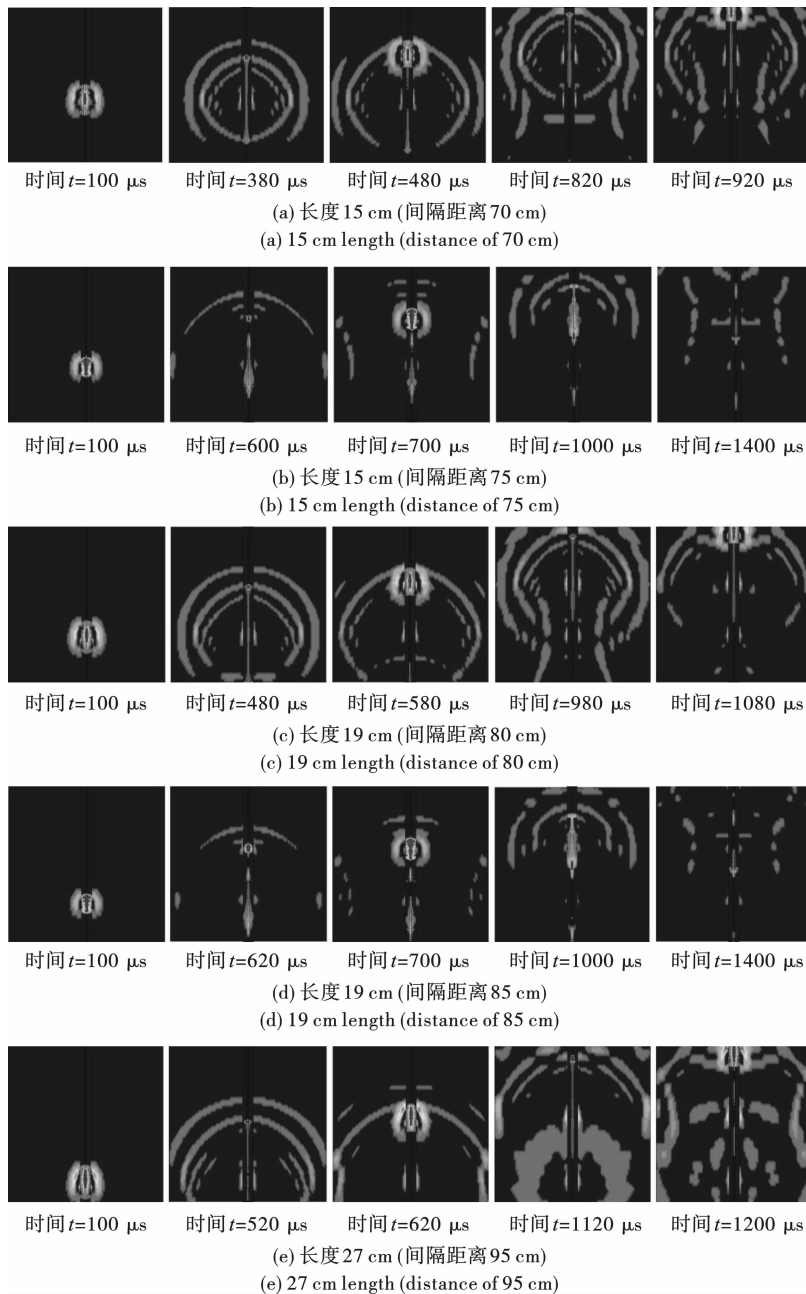 时间t=100 μs 时间t=380 μs 时间t=480 μs 时间t=820 μs 时间t=920 μs
(a) 长度15 cm (间隔距离70 cm)
(a) 15 cm length (distance of 70 cm)
时间t=100 μs 时间t=600 μs 时间t=700 μs 时间t=1000 μs 时间t=1400 μs
(b) 长度15 cm (间隔距离75 cm)
(b) 15 cm length (distance of 75 cm)
时间t=100 μs 时间t=480 μs 时间t=580 μs 时间t=980 μs 时间t=1080 μs
(c) 长度19 cm (间隔距离80 cm)
(c) 19 cm length (distance of 80 cm)
时间t=100 μs 时间t=620 μs 时间t=700 μs 时间t=1000 μs 时间t=1400 μs
(d) 长度19 cm (间隔距离85 cm)
(d) 19 cm length (distance of 85 cm)
时间t=100 μs 时间t=520 μs 时间t=620 μs 时间t=1120 μs 时间t=1200 μs
(e) 长度27 cm (间隔距离95 cm)
(e) 27 cm length (distance of 95 cm)